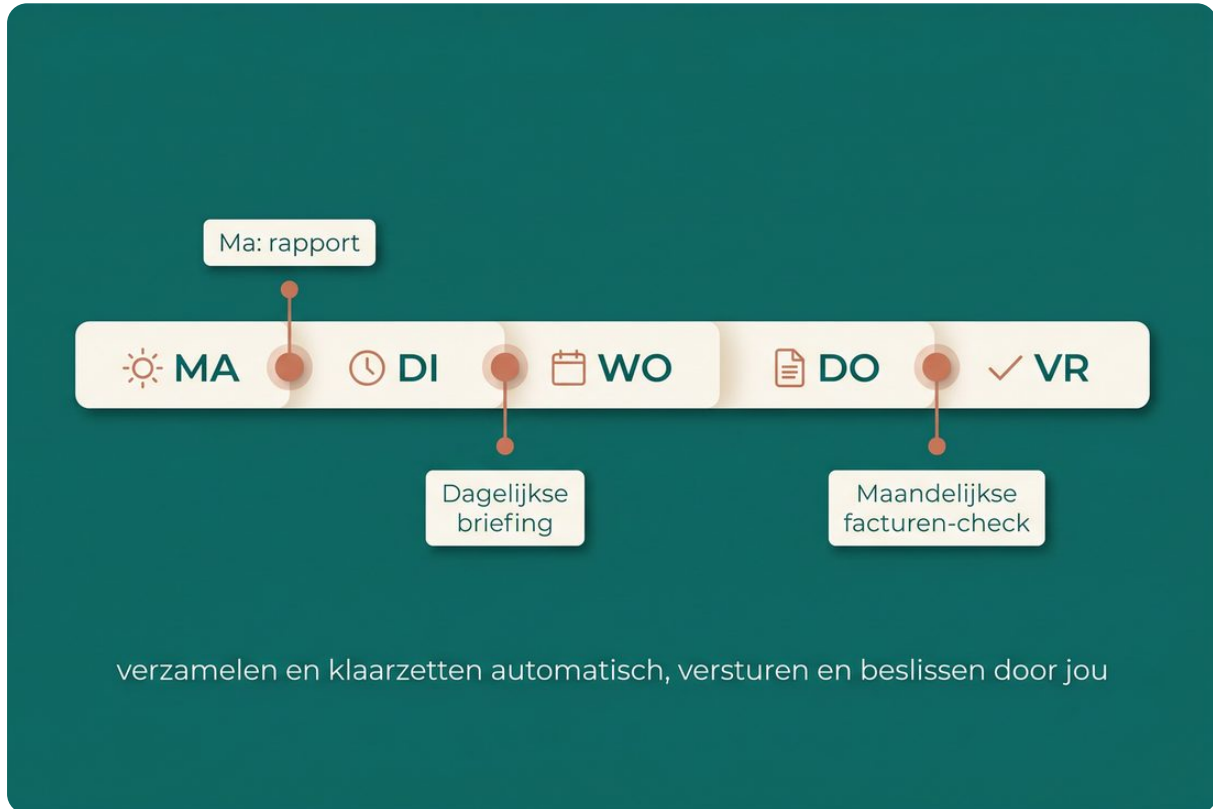 Ma: rapport
MA
DI
WO
DO
VR
Dagelijkse
briefing
Maandelijkse
facturen-check
verzamelen en klaarzetten automatisch, versturen en beslissen door jou